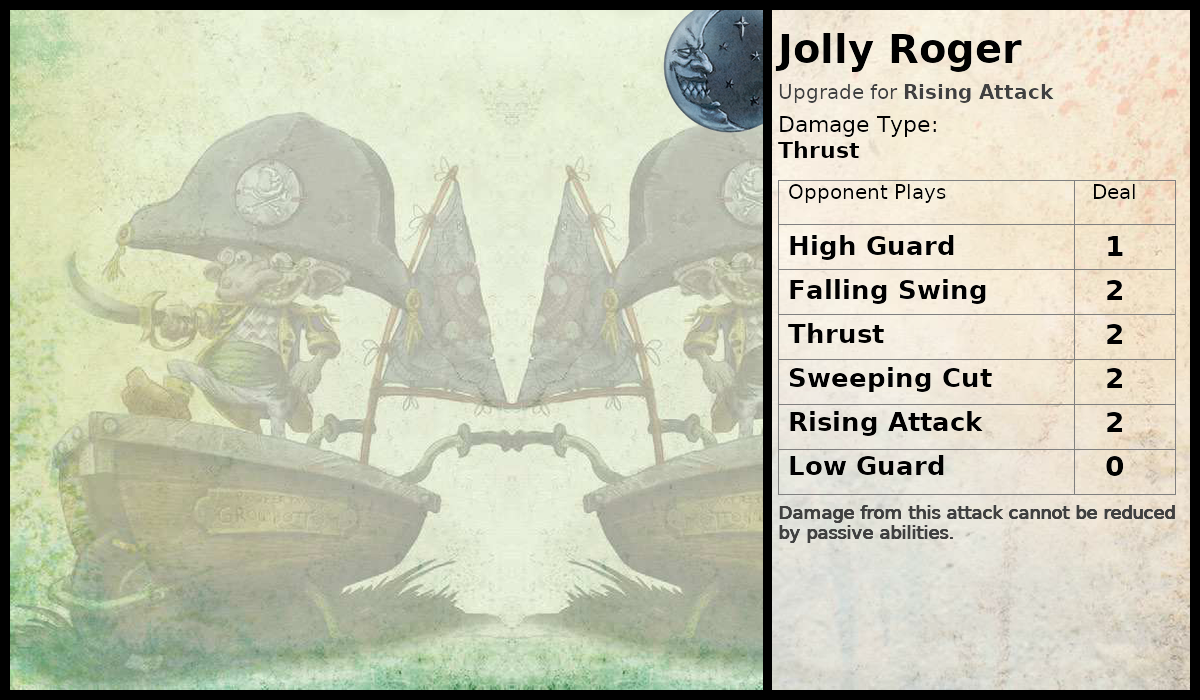 Jolly Roger
Upgrade for Rising Attack
Damage Type:
Thrust
Opponent Plays Deal
High Guard 1
Falling Swing 2
Thrust 2
Sweeping Cut 2
Rising Attack 2
Low Guard 0
Damage from this attack cannot be reduced
by passive abilities.